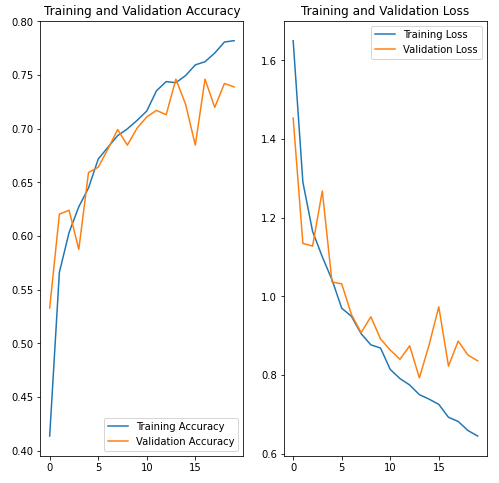 Training and Validation Accuracy
0.80
0.75
0.70
0.65
0.60
0.55
0.50
0.45
0.40
Training Accuracy
Validation Accuracy
0 5 10 15
Training and Validation Loss
Training Loss
Validation Loss
1.6
1.4
1.2
1.0
0.8
0.6
0 5 10 15